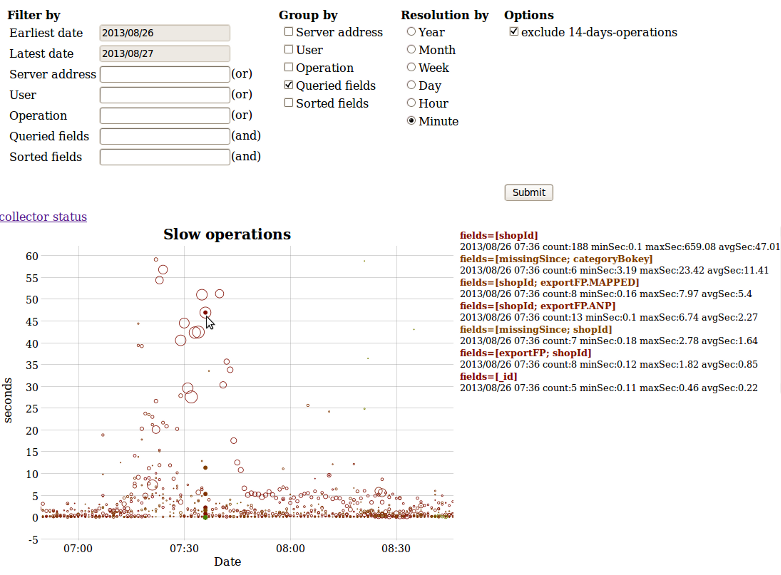 Filter by
Earliest date 2013/08/26
Latest date 2013/08/27
Server address (or)
User (or)
Operation (or)
Queried fields (and)
Sorted fields (and)
Group by
Server address
User
Operation
Queried fields
Sorted fields
Resolution by
Year
Month
Week
Day
Hour
Minute
Options
exclude 14-days-operations
Submit
collector status
Slow operations
seconds
60
55
50
45
40
35
30
25
20
15
10
5
0
-5
07:00 07:30 08:00 08:30
Date
fields=[shopId]
2013/08/26 07:36 count:188 minSec:0.1 maxSec:659.08 avgSec:47.01
fields=[missingSince; categoryBokey]
2013/08/26 07:36 count:6 minSec:3.19 maxSec:23.42 avgSec:11.41
fields=[shopId; exportFP.MAPPED]
2013/08/26 07:36 count:8 minSec:0.16 maxSec:7.97 avgSec:5.4
fields=[shopId; exportFP.ANP]
2013/08/26 07:36 count:13 minSec:0.1 maxSec:6.74 avgSec:2.27
fields=[missingSince; shopId]
2013/08/26 07:36 count:7 minSec:0.18 maxSec:2.78 avgSec:1.64
fields=[exportFP; shopId]
2013/08/26 07:36 count:8 minSec:0.12 maxSec:1.82 avgSec:0.85
fields=[_id]
2013/08/26 07:36 count:5 minSec:0.11 maxSec:0.46 avgSec:0.22